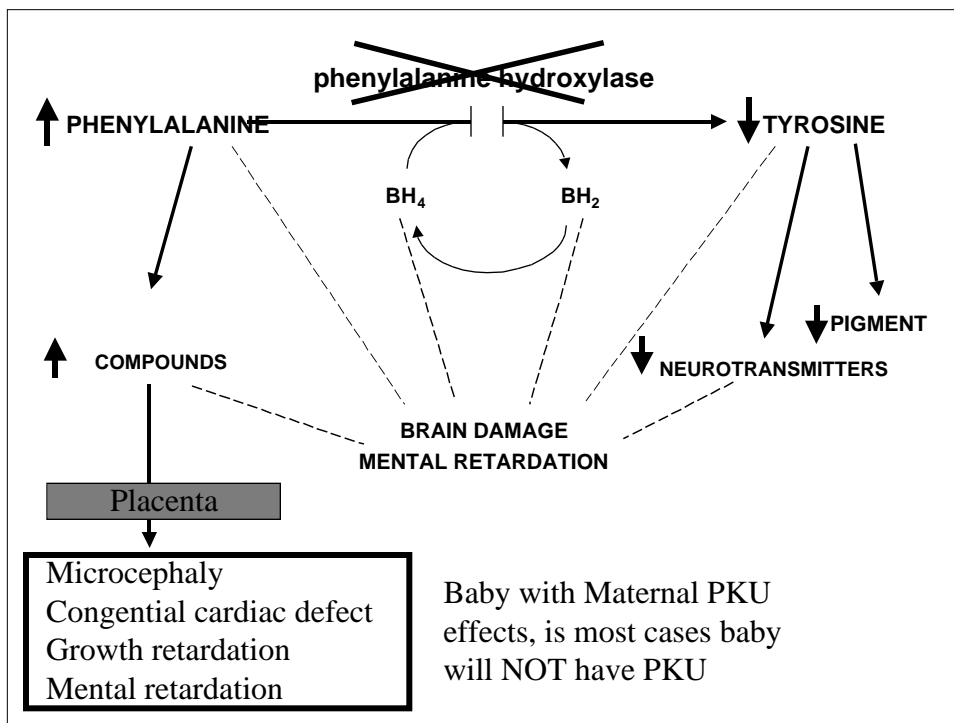 phenylalanine hydroxylase
PHENYLALANINE
TYROSINE
BH4
BH2
PIGMENT
COMPOUNDS
NEUROTRANSMITTERS
BRAIN DAMAGE
MENTAL RETARDATION
Placenta
Microcephaly
Congential cardiac defect
Growth retardation
Mental retardation
Baby with Maternal PKU
effects, is most cases baby
will NOT have PKU